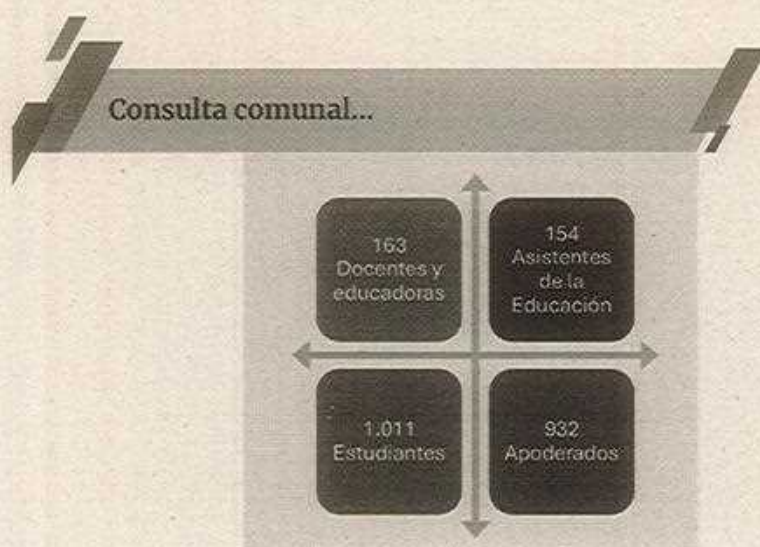 Consulta comunal...
163
Docentes y
educadoras
154
Asistentes
de la
Educación
1.011
Estudiantes
932
Apoderados